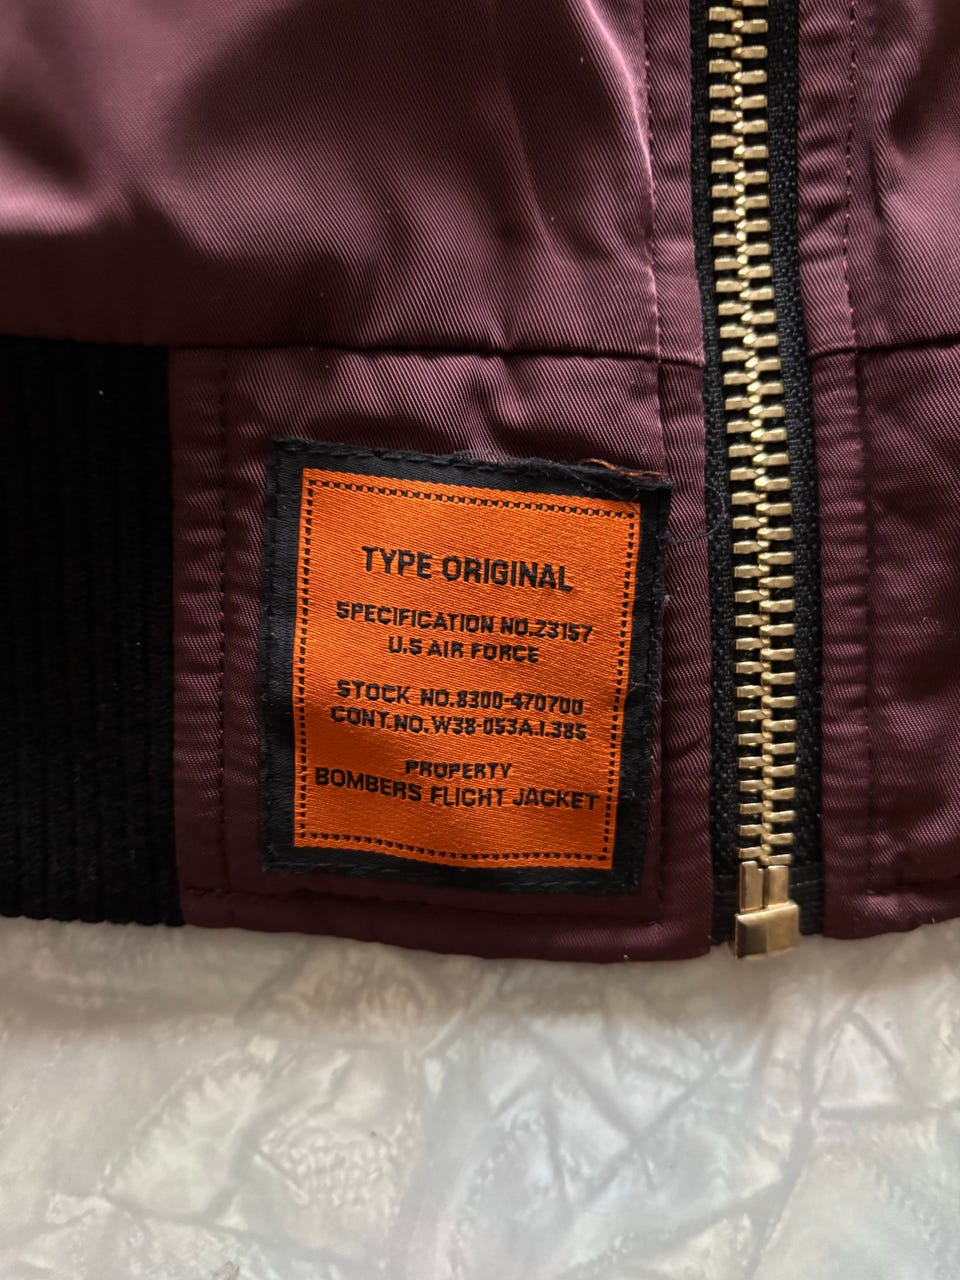 TYPE ORIGINAL
SPECIFICATION NO.23157
U.S AIR FORCE
STOCK NO.8300-470700
CONT.NO.W38-053A.1.385
PROPERTY
BOMBERS FLIGHT JACKET